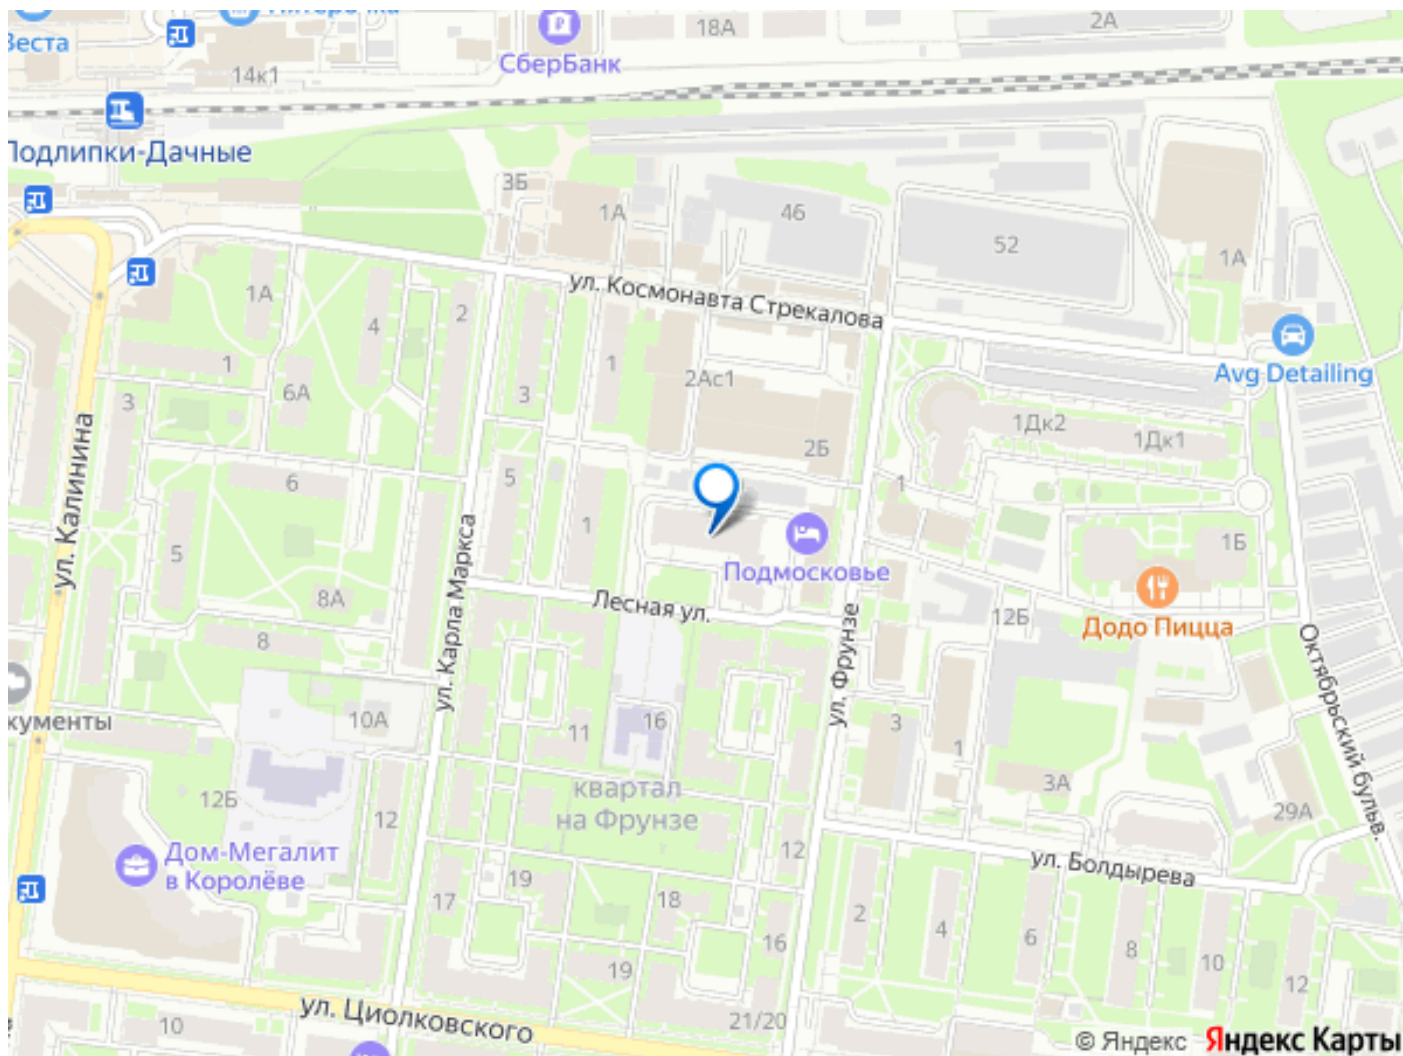 Веста
18А
2А
СберБанк
14к1
Подлипки-Дачные
3Б
1А
46
52
1А
ул. Космонавта Стрекалова
1А
2
4
1
1
2Ас1
Avg Detailing
3
6А
3
1Дк2
1Дк1
2Б
ул. Калинина
6
5
1
1
5
1Б
ул. Карла Маркса
Подмосковье
8А
Лесная ул.
12Б
Додо Пицца
8
ул. Фрунзе
Октябрьский бульв.
кументы
10А
11
16
3
1
3А
квартал
на Фрунзе
12Б
12
29А
12
Дом-Мегалит
в Королёве
ул. Болдырева
17
19
18
2
4
6
8
10
12
16
19
ул. Циолковского
10
21/20
© Яндекс Яндекс Карты